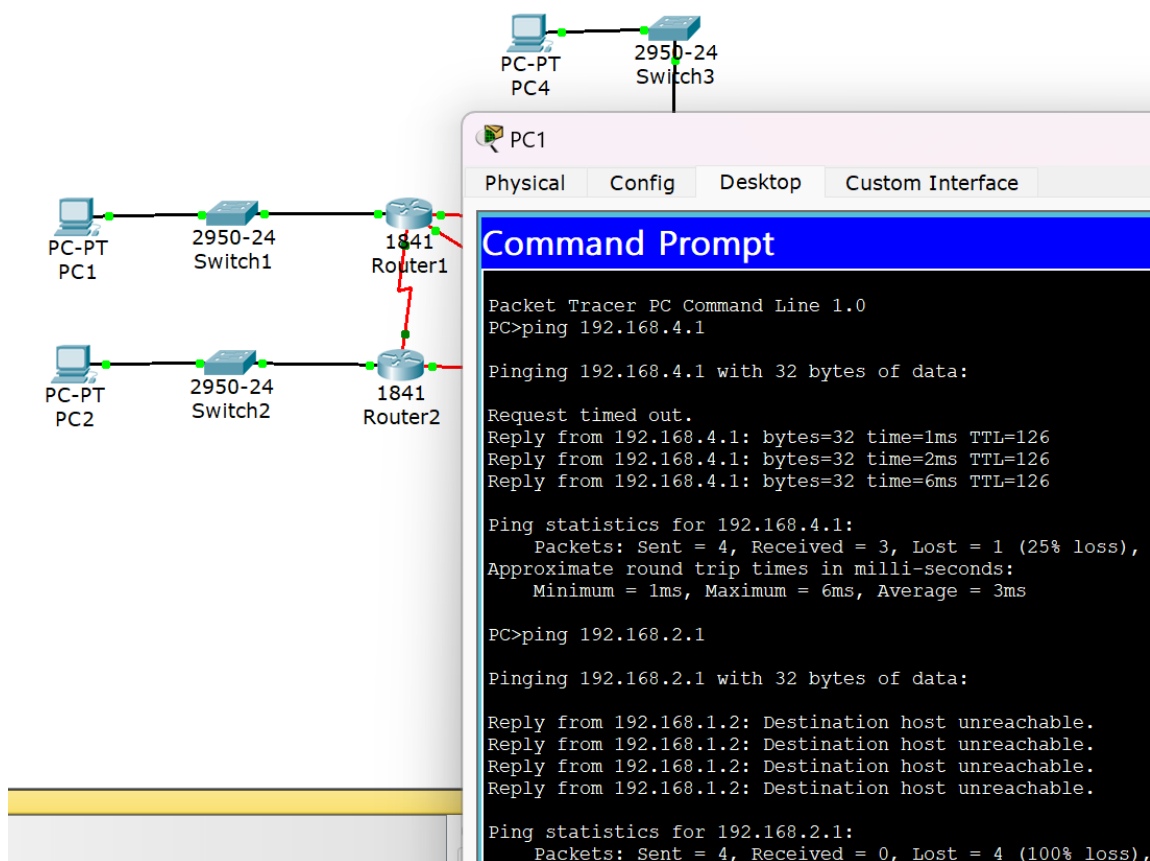 PC-PT
PC4
2950-24
Switch3
PC-PT
PC1
2950-24
Switch1
1841
Router1
PC-PT
PC2
2950-24
Switch2
1841
Router2
PC1
Physical Config Desktop Custom Interface
Command Prompt
Packet Tracer PC Command Line 1.0
PC>ping 192.168.4.1
Pinging 192.168.4.1 with 32 bytes of data:
Request timed out.
Reply from 192.168.4.1: bytes=32 time=1ms TTL=126
Reply from 192.168.4.1: bytes=32 time=2ms TTL=126
Reply from 192.168.4.1: bytes=32 time=6ms TTL=126
Ping statistics for 192.168.4.1:
Packets: Sent = 4, Received = 3, Lost = 1 (25% loss),
Approximate round trip times in milli-seconds:
Minimum = 1ms, Maximum = 6ms, Average = 3ms
PC>ping 192.168.2.1
Pinging 192.168.2.1 with 32 bytes of data:
Reply from 192.168.1.2: Destination host unreachable.
Reply from 192.168.1.2: Destination host unreachable.
Reply from 192.168.1.2: Destination host unreachable.
Reply from 192.168.1.2: Destination host unreachable.
Ping statistics for 192.168.2.1:
Packets: Sent = 4, Received = 0, Lost = 4 (100% loss),